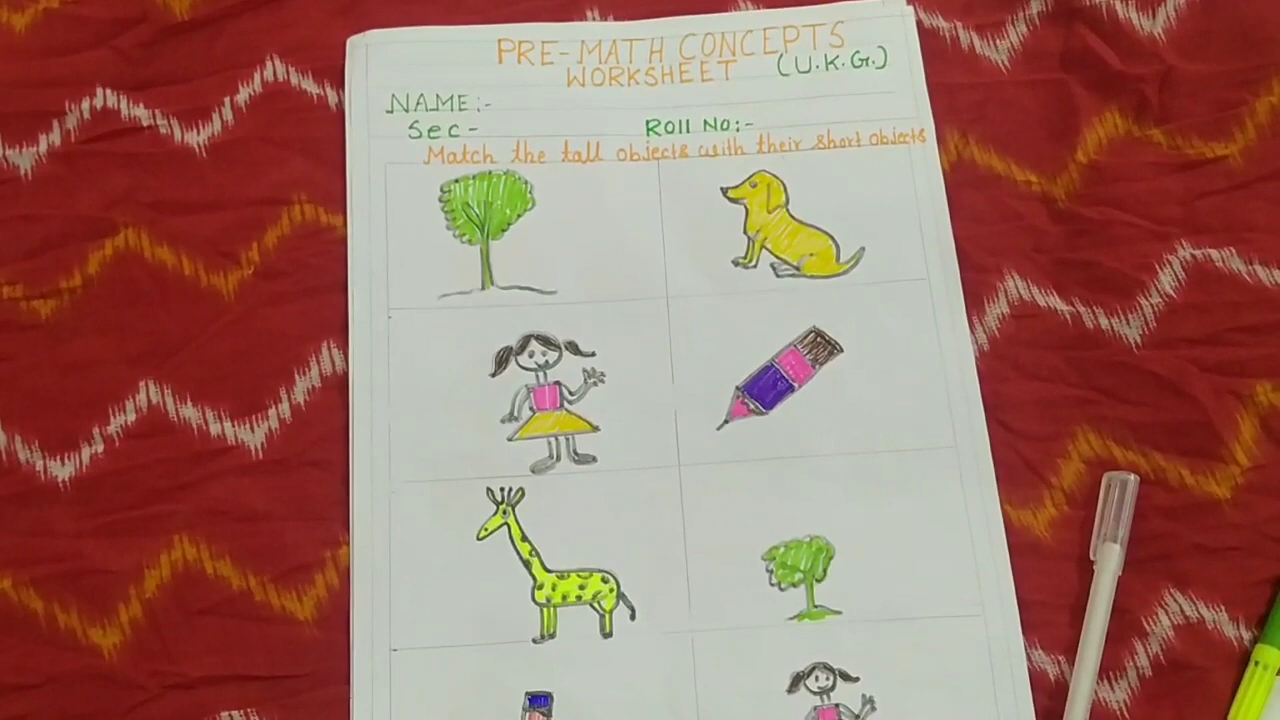 PRE-MATH CONCEPTS
WORKSHEET (U.K.G.)
NAME:-
Sec- Roll No:-
Match the tall objects with their short objects